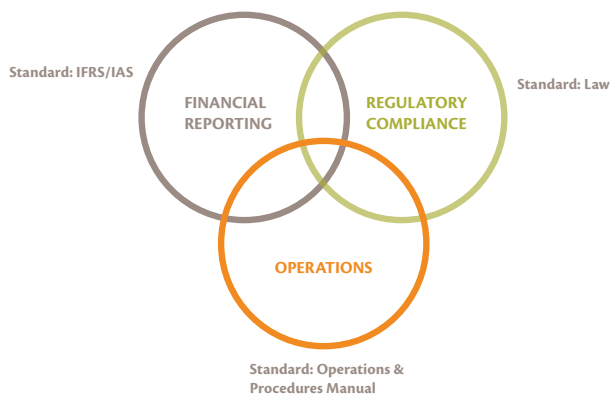 Standard: IFRS/IAS
FINANCIAL
REPORTING
REGULATORY
COMPLIANCE
Standard: Law
OPERATIONS
Standard: Operations &
Procedures Manual